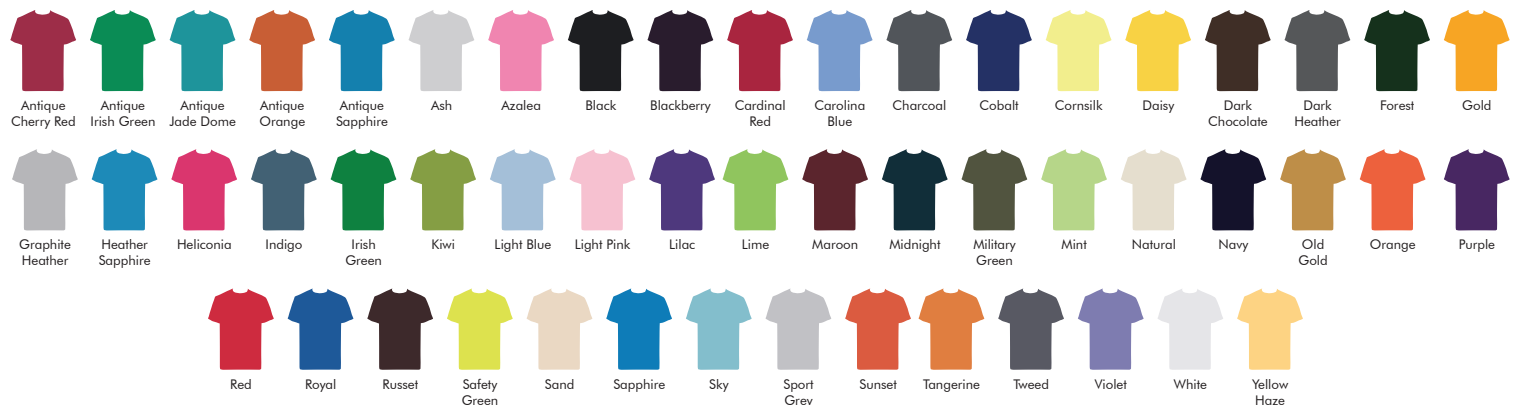 Antique
Cherry Red
Antique
Irish Green
Antique
Jade Dome
Antique
Orange
Antique
Sapphire
Ash
Azalea
Black
Blackberry
Cardinal
Red
Carolina
Blue
Charcoal
Cobalt
Cornsilk
Daisy
Dark
Chocolate
Dark
Heather
Forest
Gold
Graphite
Heather
Heather
Sapphire
Heliconia
Indigo
Irish
Green
Kiwi
Light Blue
Light Pink
Lilac
Lime
Maroon
Midnight
Military
Green
Mint
Natural
Navy
Old
Gold
Orange
Purple
Red
Royal
Russet
Safety
Green
Sand
Sapphire
Sky
Sport
Grey
Sunset
Tangerine
Tweed
Violet
White
Yellow
Haze